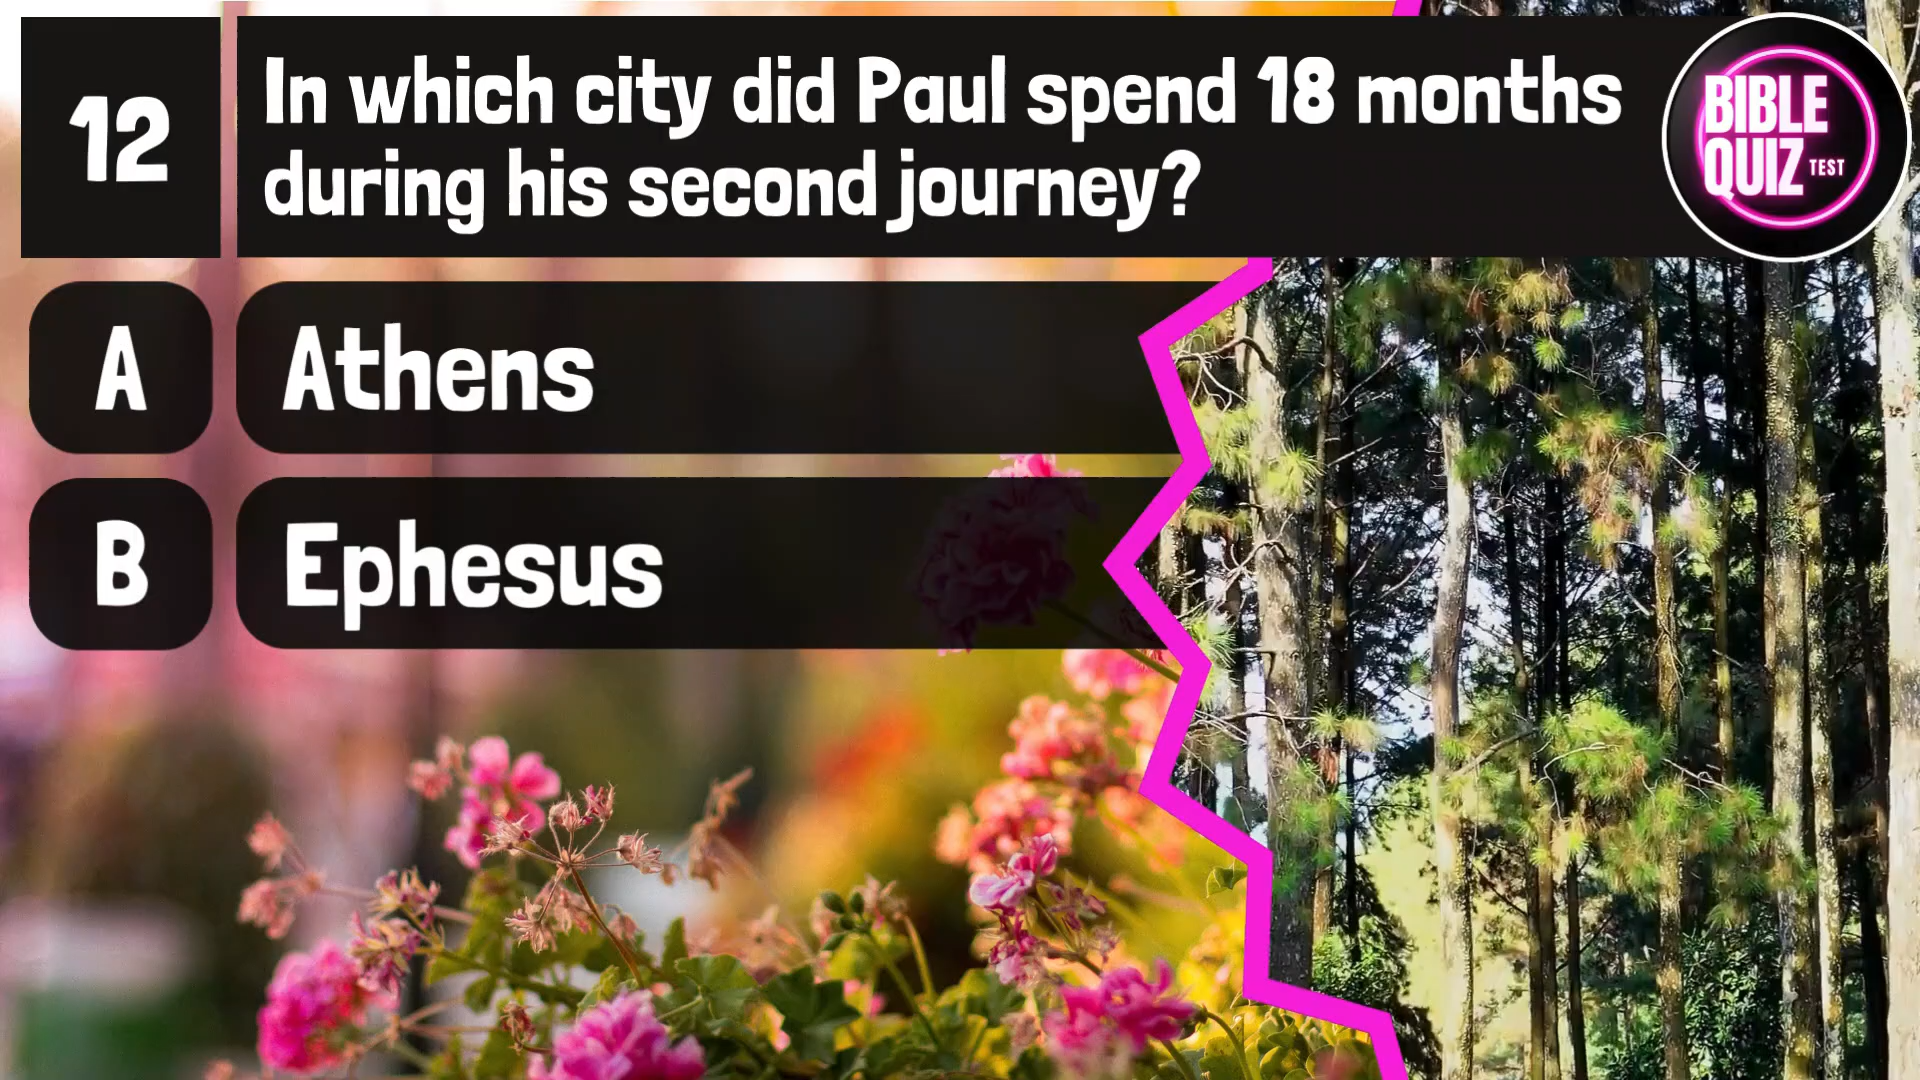 12
In which city did Paul spend 18 months
during his second journey?
BIBLE
QUIZ TEST
A
Athens
B
Ephesus